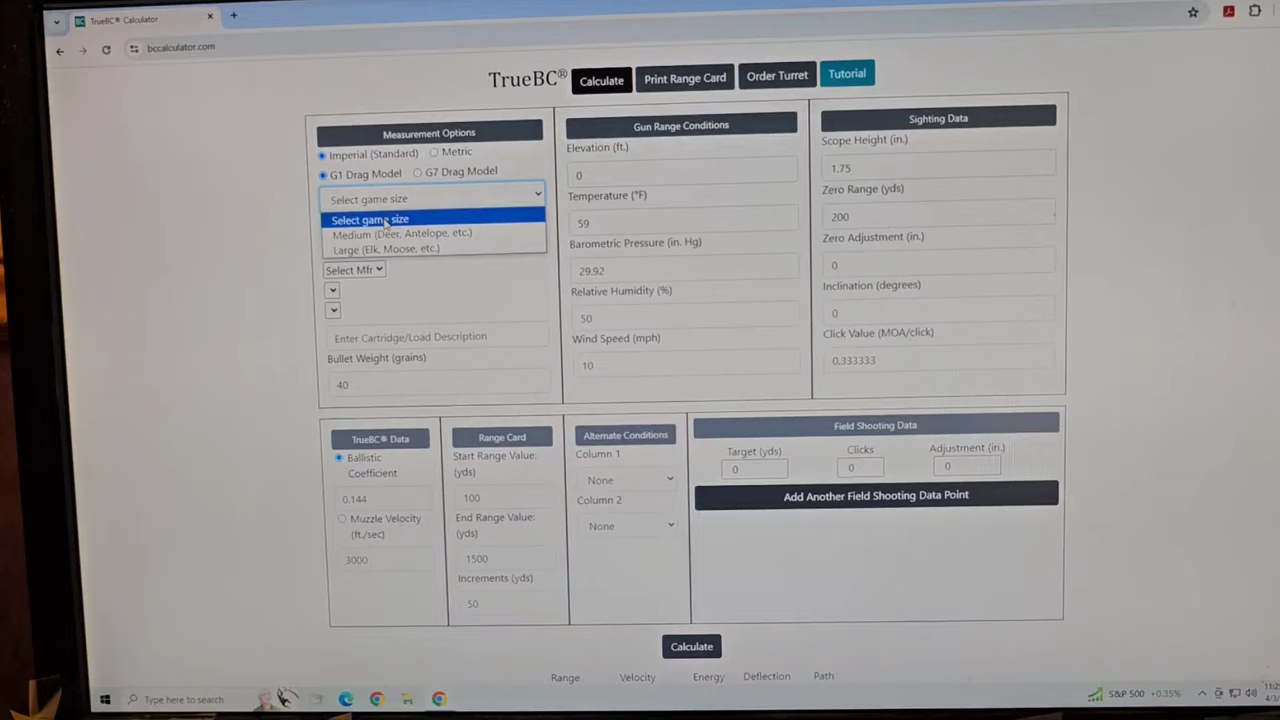 BC TrueBC® Calculator
bccalculator.com
TrueBC® Calculate Print Range Card Order Turret Tutorial
Measurement Options
Imperial (Standard) Metric
G1 Drag Model G7 Drag Model
Select game size
Select game size
Medium (Deer, Antelope, etc.)
Large (Elk, Moose, etc.)
Select Mfr
Enter Cartridge/Load Description
Bullet Weight (grains)
40
Gun Range Conditions
Elevation (ft.)
0
Temperature (°F)
59
Barometric Pressure (in. Hg)
29.92
Relative Humidity (%)
50
Wind Speed (mph)
10
Sighting Data
Scope Height (in.)
1.75
Zero Range (yds)
200
Zero Adjustment (in.)
0
Inclination (degrees)
0
Click Value (MOA/click)
0.333333
TrueBC® Data
Ballistic
Coefficient
0.144
Muzzle Velocity
(ft./sec)
3000
Range Card
Start Range Value:
(yds)
100
End Range Value:
(yds)
1500
Increments (yds)
50
Alternate Conditions
Column 1
None
Column 2
None
Field Shooting Data
Target (yds) Clicks Adjustment (in.)
0 0 0
Add Another Field Shooting Data Point
Calculate
Range Velocity Energy Deflection Path
Type here to search
S&P 500 +0.35%